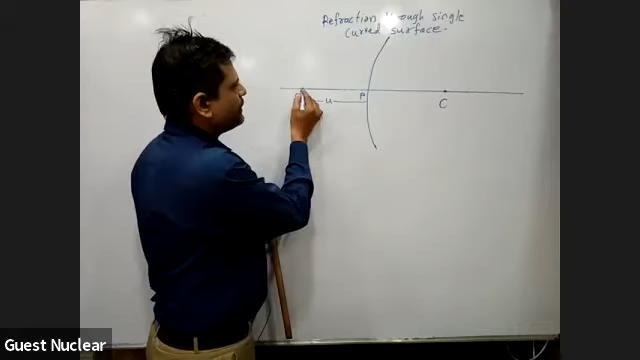 Refraction through single
curved surface.
u
P
C
Guest Nuclear